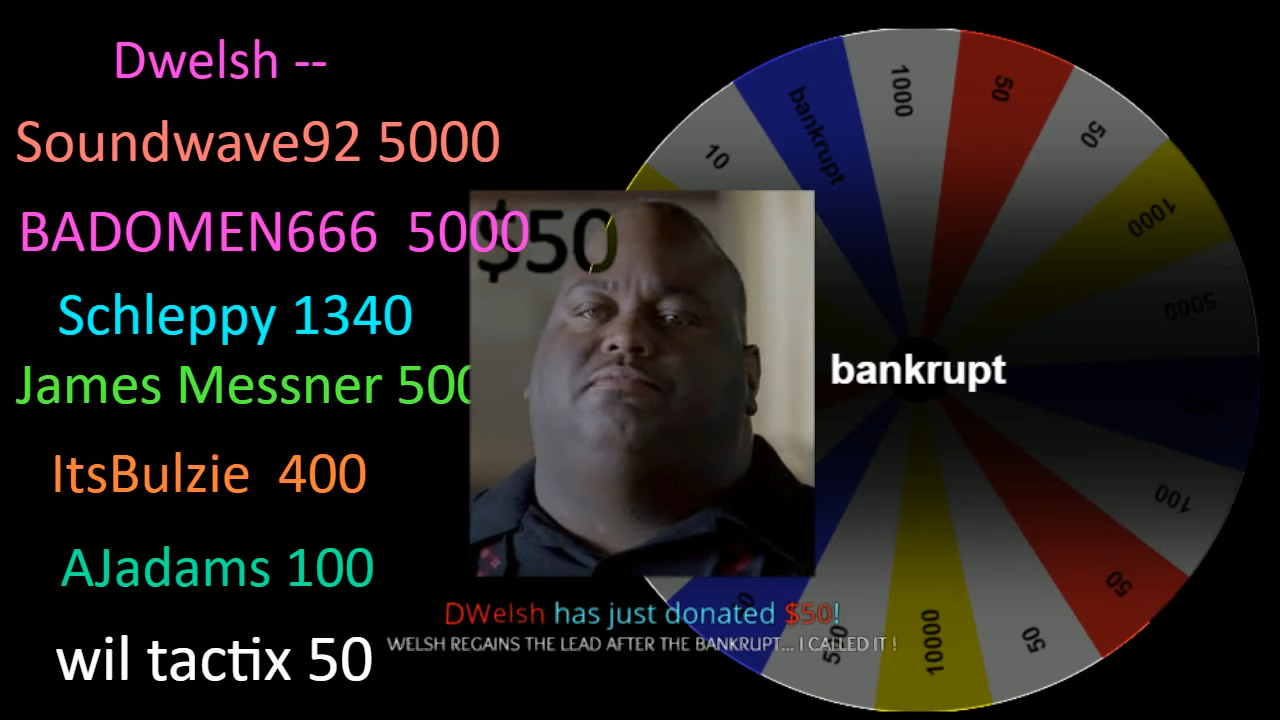 Dwelsh --
Soundwave92 5000
BADOMEN666 5000
Schleppy 1340
James Messner 500
ItsBulzie 400
AJadams 100
wil tactix 50
$50
10
bankrupt
1000
50
50
1000
5000
100
50
50
10000
50
bankrupt
DWelsh has just donated $50!
WELSH REGAINS THE LEAD AFTER THE BANKRUPT... I CALLED IT !